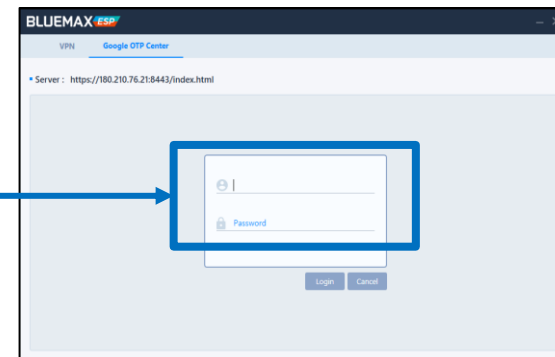 BLUEMAX ESP
VPN Google OTP Center
Server : https://180.210.76.21:8443/index.html
Password
Login Cancel